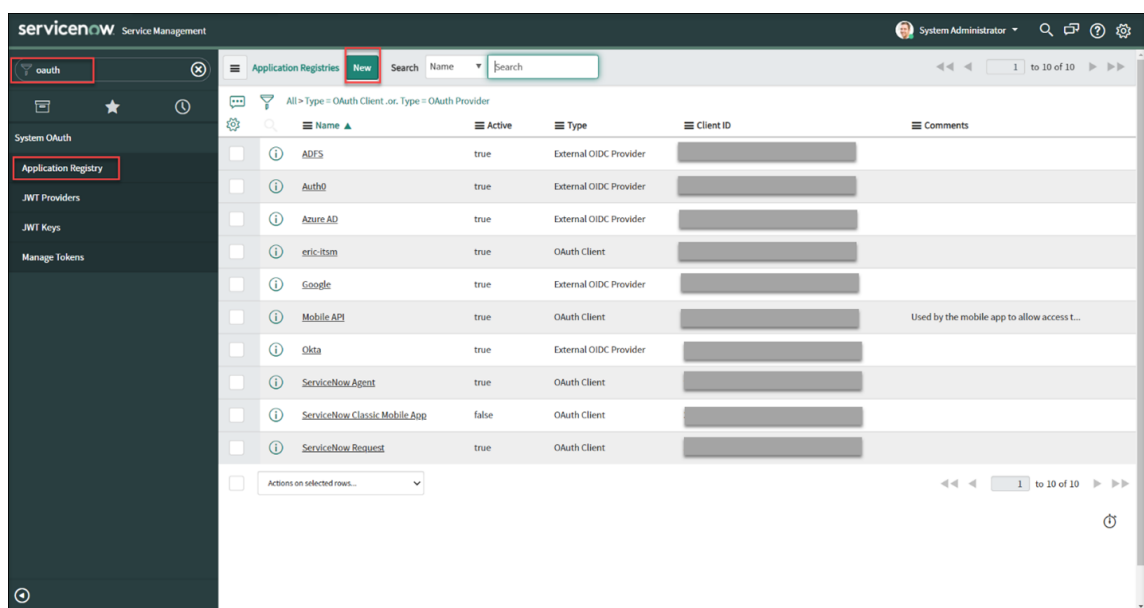 servicenow Service Management
System Administrator
oauth
Application Registries New Search Name Search
1 to 10 of 10
All > Type = OAuth Client .or. Type = OAuth Provider
System OAuth
Application Registry
JWT Providers
JWT Keys
Manage Tokens
Name Active Type Client ID Comments
ADFS true External OIDC Provider
Auth0 true External OIDC Provider
Azure AD true External OIDC Provider
eric-itsm true OAuth Client
Google true External OIDC Provider
Mobile API true OAuth Client Used by the mobile app to allow access t...
Okta true External OIDC Provider
ServiceNow Agent true OAuth Client
ServiceNow Classic Mobile App false OAuth Client
ServiceNow Request true OAuth Client
Actions on selected rows...
1 to 10 of 10